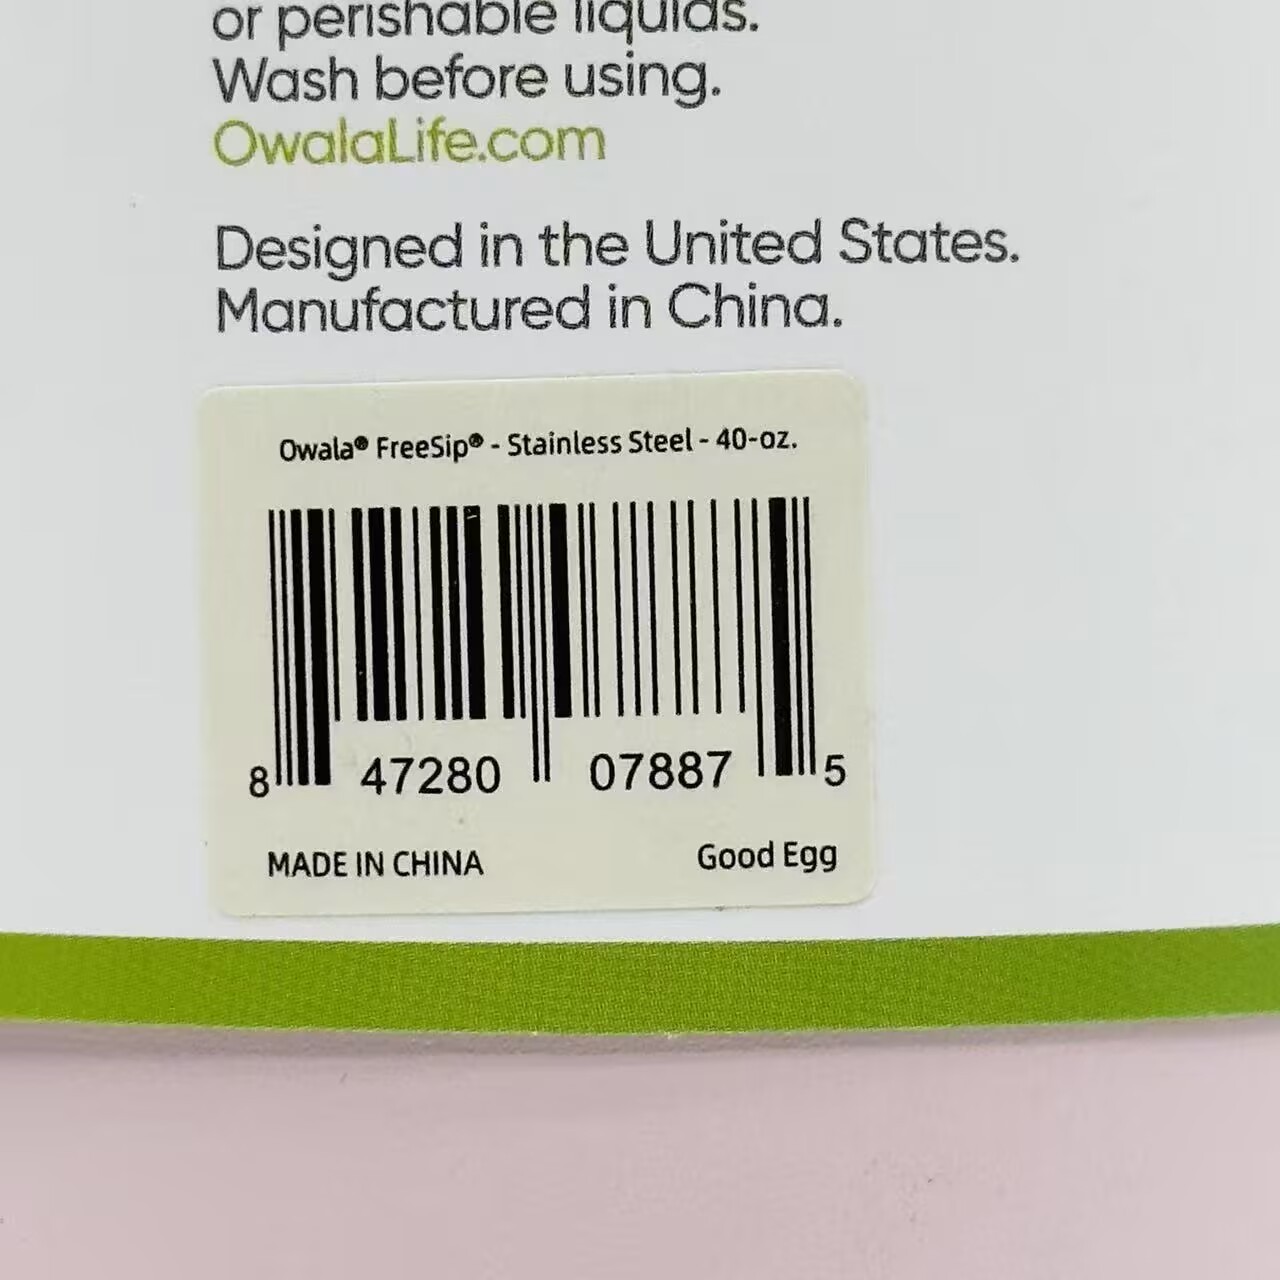 or perishable liquids.
Wash before using.
OwalaLife.com
Designed in the United States.
Manufactured in China.
Owala® FreeSip® - Stainless Steel - 40-oz.
8 47280 07887 5
MADE IN CHINA Good Egg